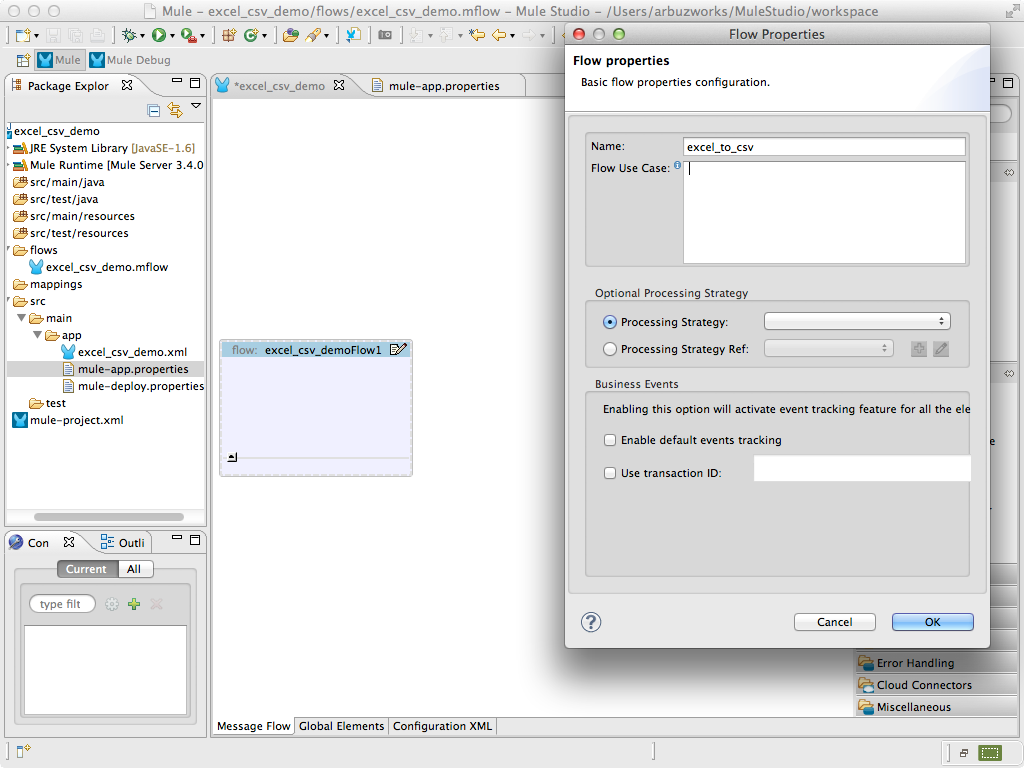 Mule – excel_csv_demo/flows/excel_csv_demo.mflow – Mule Studio – /Users/arbuzworks/MuleStudio/workspace
Mule
Mule Debug
Package Explor
excel_csv_demo
JRE System Library [JavaSE-1.6]
Mule Runtime [Mule Server 3.4.0
src/main/java
src/test/java
src/main/resources
src/test/resources
flows
excel_csv_demo.mflow
mappings
src
main
app
excel_csv_demo.xml
mule-app.properties
mule-deploy.properties
test
mule-project.xml
Con
Outli
Current
All
type filt
*excel_csv_demo
mule-app.properties
flow: excel_csv_demoFlow1
Message Flow
Global Elements
Configuration XML
Flow Properties
Flow properties
Basic flow properties configuration.
Name: excel_to_csv
Flow Use Case:
Optional Processing Strategy
Processing Strategy:
Processing Strategy Ref:
Business Events
Enabling this option will activate event tracking feature for all the ele
Enable default events tracking
Use transaction ID:
?
Cancel
OK
Error Handling
Cloud Connectors
Miscellaneous